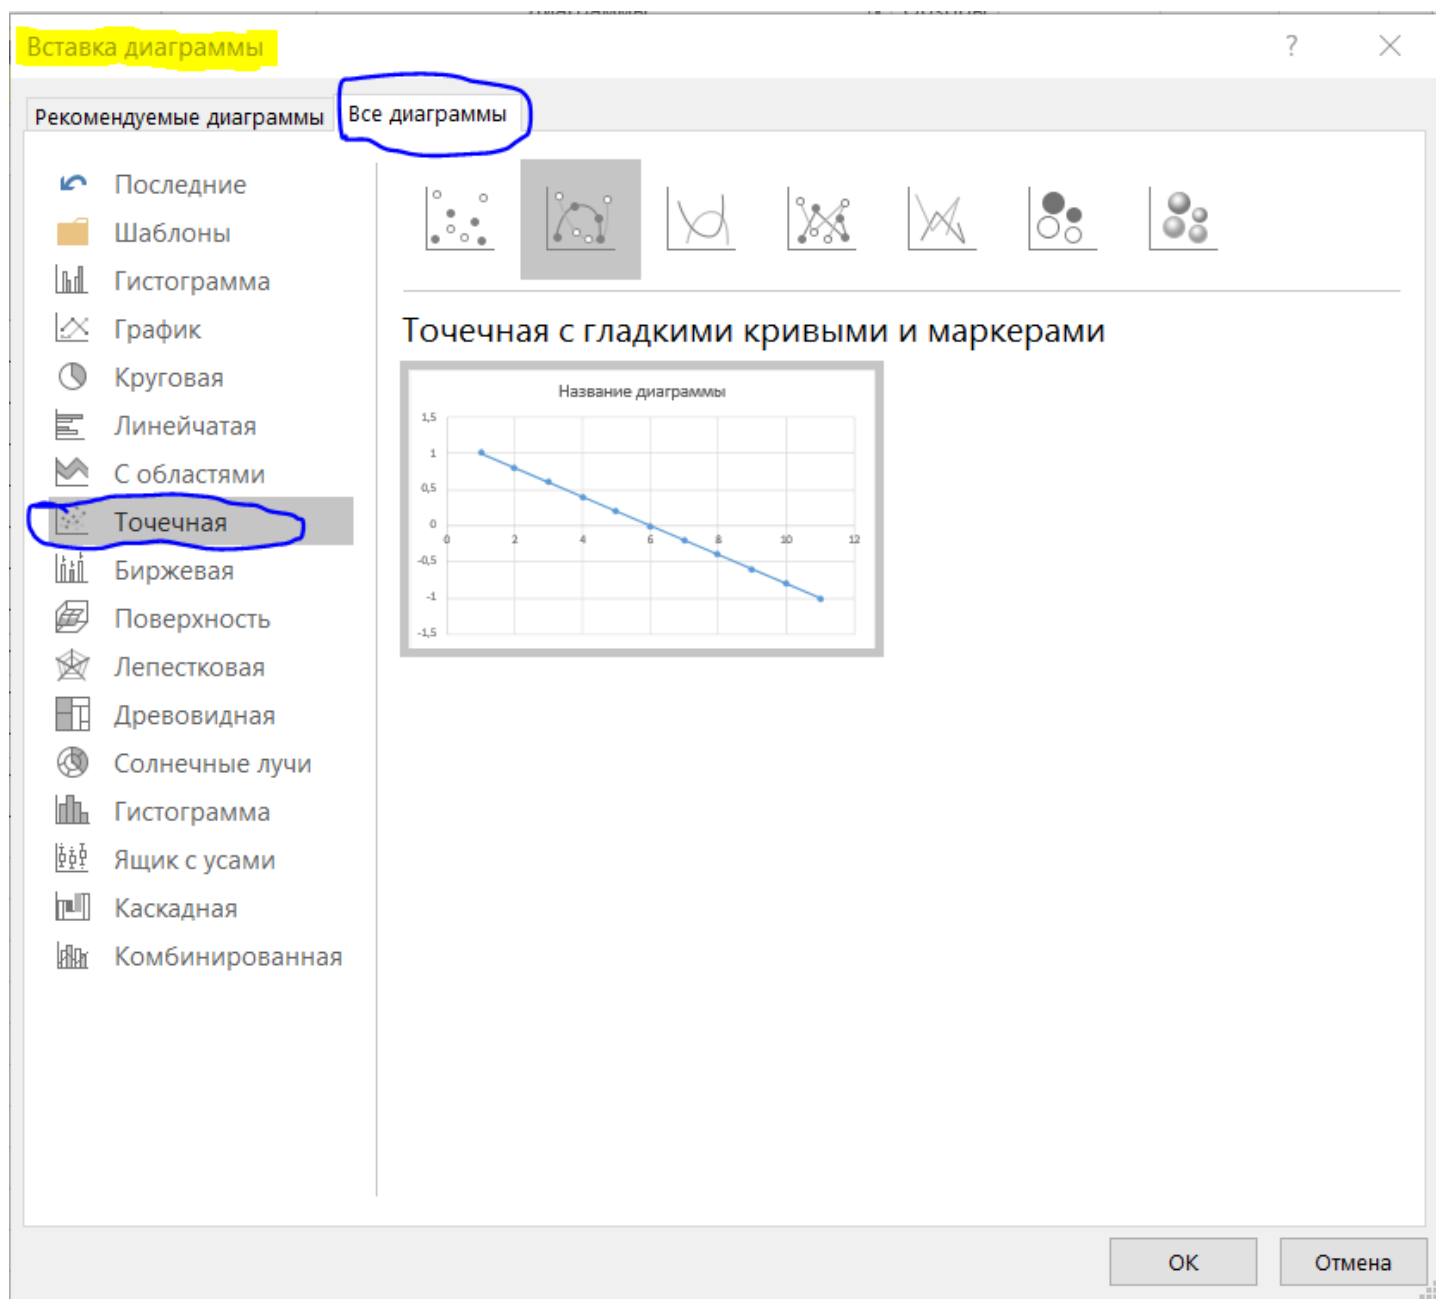 Вставка диаграммы
?
Рекомендуемые диаграммы
Все диаграммы
Последние
Шаблоны
Гистограмма
График
Круговая
Линейчатая
С областями
Точечная
Биржевая
Поверхность
Лепестковая
Древовидная
Солнечные лучи
Гистограмма
Ящик с усами
Каскадная
Комбинированная
Точечная с гладкими кривыми и маркерами
Название диаграммы
1,5
1
0,5
0
-0,5
-1
-1,5
0 2 4 6 8 10 12
ОК
Отмена